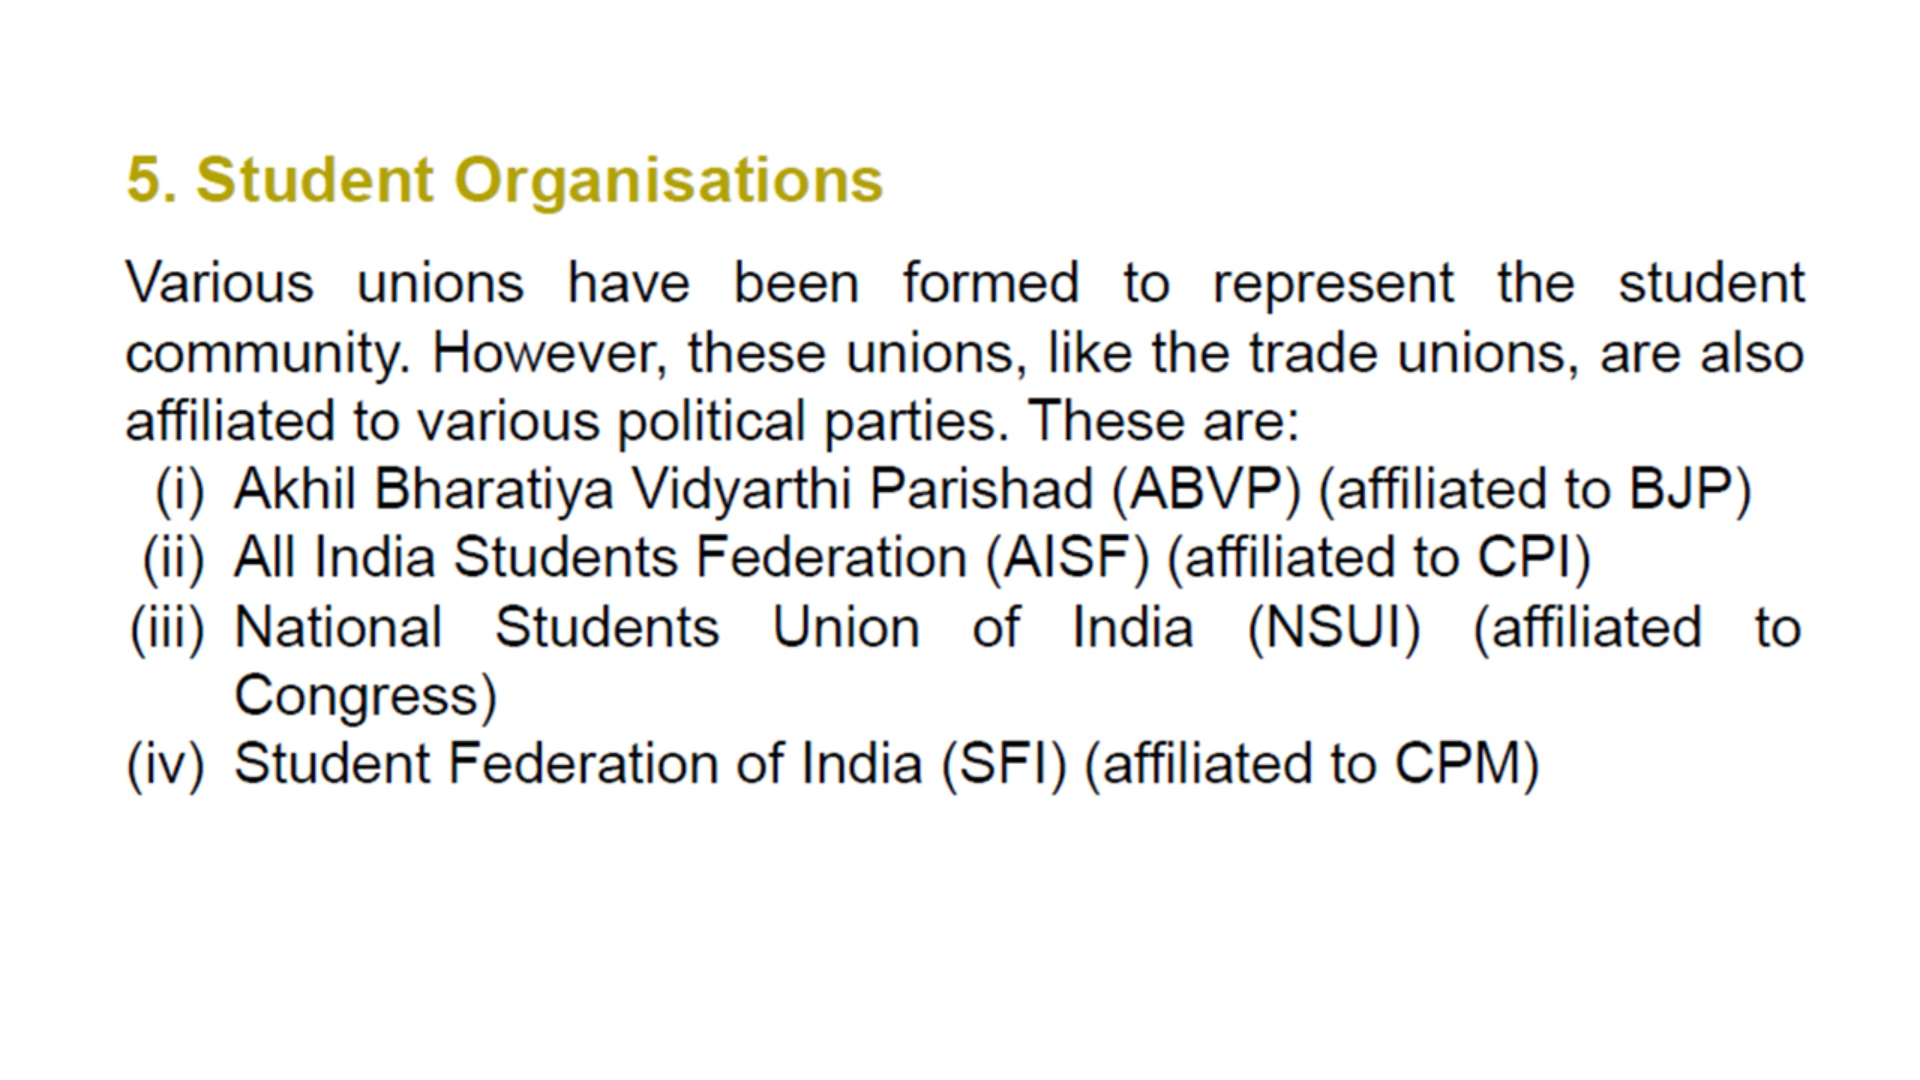 5. Student Organisations
Various unions have been formed to represent the student
community. However, these unions, like the trade unions, are also
affiliated to various political parties. These are:
(i) Akhil Bharatiya Vidyarthi Parishad (ABVP) (affiliated to BJP)
(ii) All India Students Federation (AISF) (affiliated to CPI)
(iii) National Students Union of India (NSUI) (affiliated to
Congress)
(iv) Student Federation of India (SFI) (affiliated to CPM)